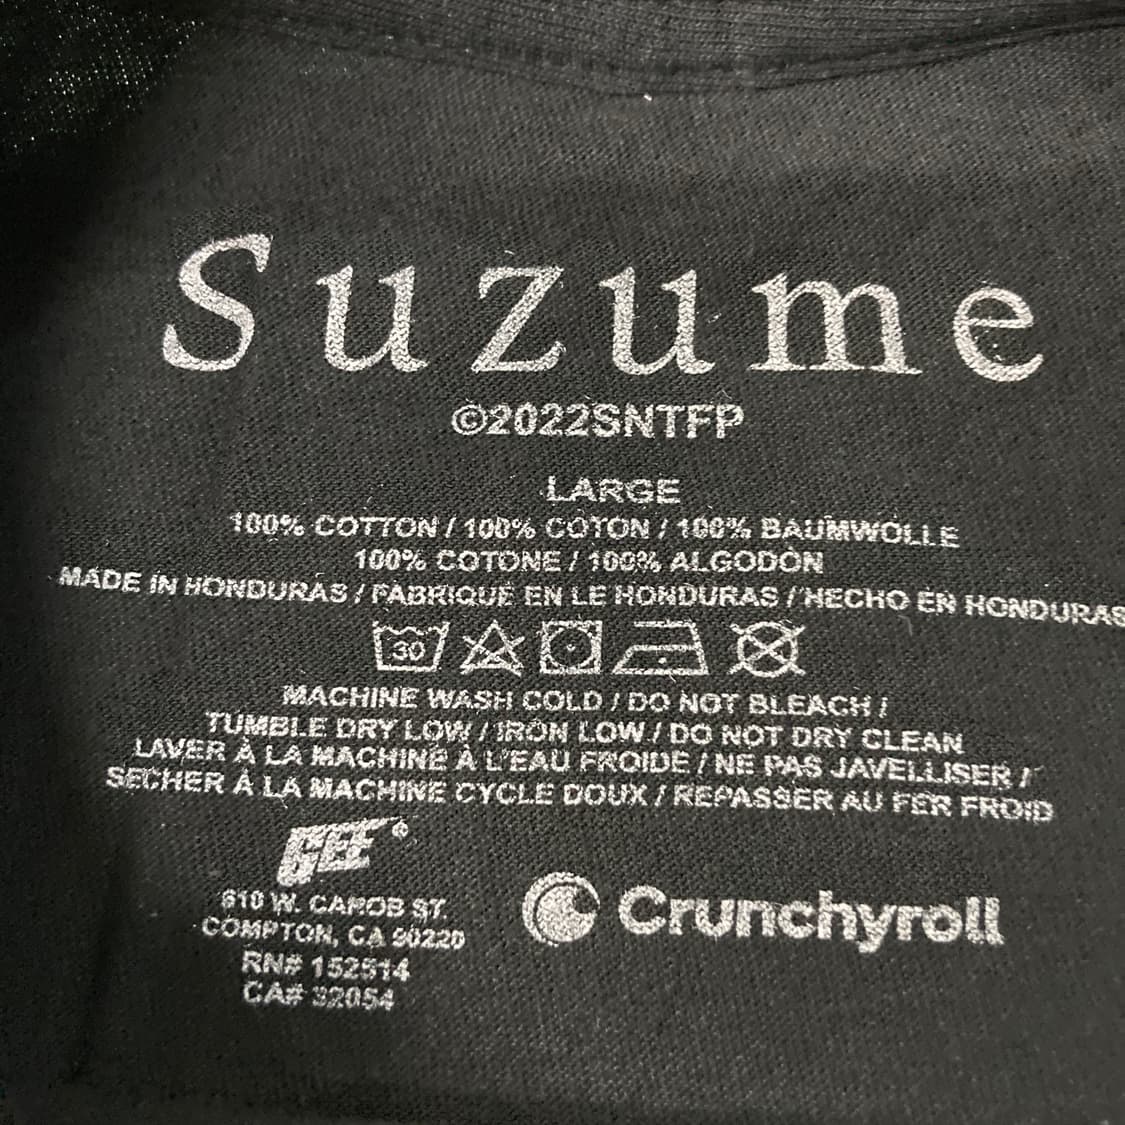 Suzume
©2022SNTFP
LARGE
100% COTTON / 100% COTON / 100% BAUMWOLLE
100% COTONE / 100% ALGODÓN
MADE IN HONDURAS / FABRIQUÉ EN LE HONDURAS / HECHO EN HONDURAS
30
MACHINE WASH COLD / DO NOT BLEACH /
TUMBLE DRY LOW / IRON LOW / DO NOT DRY CLEAN
LAVER À LA MACHINE À L'EAU FROIDE / NE PAS JAVELLISER /
SÉCHER À LA MACHINE CYCLE DOUX / REPASSER AU FER FROID
GEE®
610 W. CAROB ST.
COMPTON, CA 90220
RN# 152514
CA# 32054
Crunchyroll